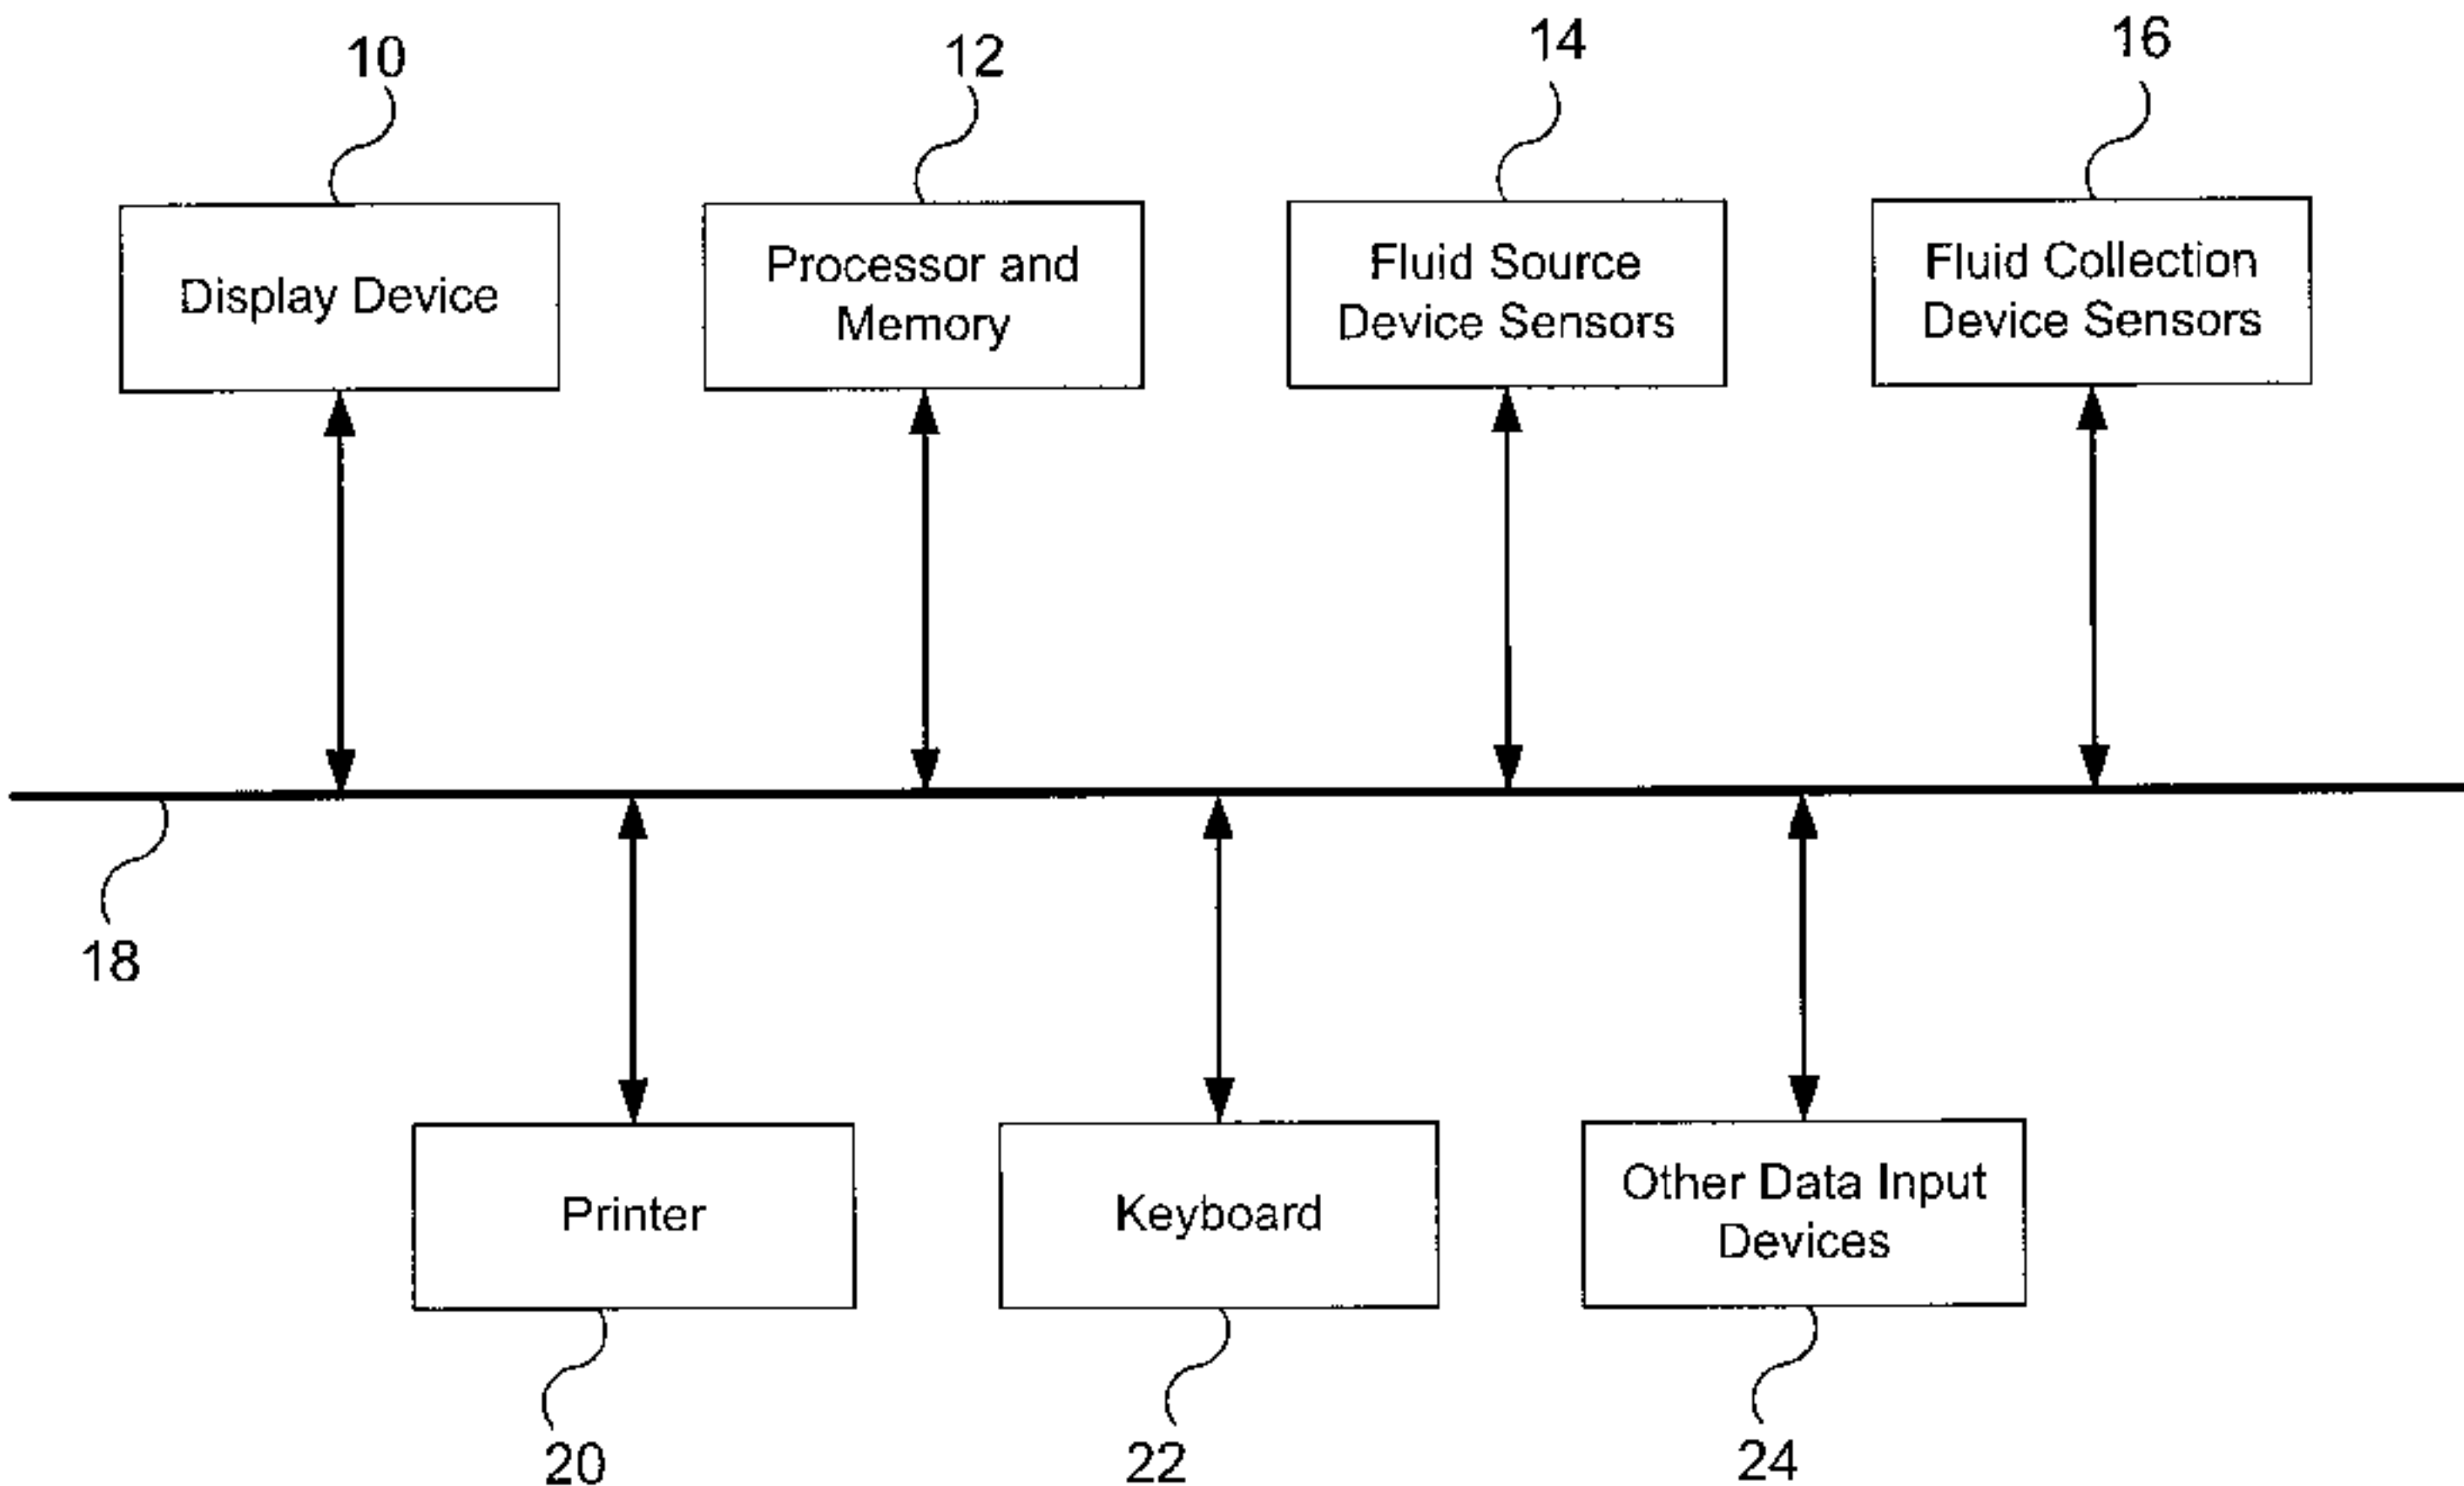 10
12
14
16
Display Device
Processor and
Memory
Fluid Source
Device Sensors
Fluid Collection
Device Sensors
18
Printer
Keyboard
Other Data Input
Devices
20
22
24